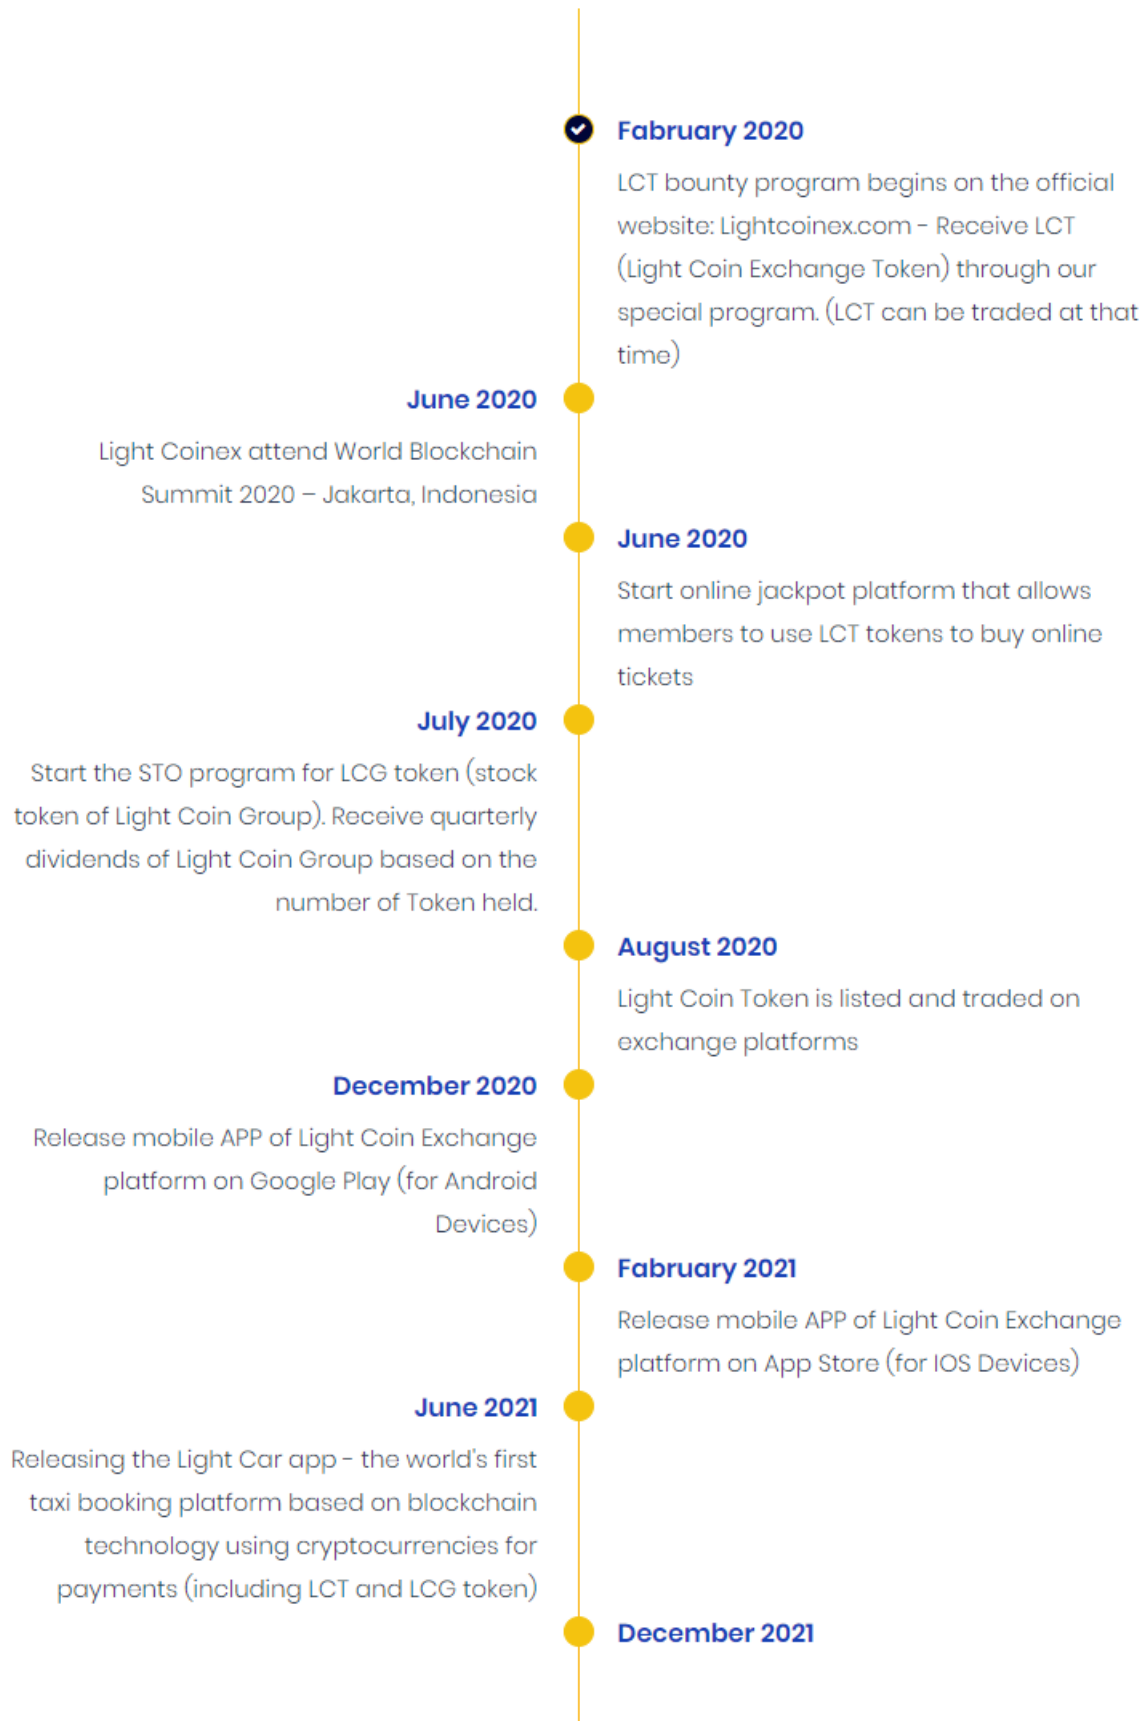 Fabruary 2020
LCT bounty program begins on the official
website: Lightcoinex.com - Receive LCT
(Light Coin Exchange Token) through our
special program. (LCT can be traded at that
time)
June 2020
Light Coinex attend World Blockchain
Summit 2020 – Jakarta, Indonesia
June 2020
Start online jackpot platform that allows
members to use LCT tokens to buy online
tickets
July 2020
Start the STO program for LCG token (stock
token of Light Coin Group). Receive quarterly
dividends of Light Coin Group based on the
number of Token held.
August 2020
Light Coin Token is listed and traded on
exchange platforms
December 2020
Release mobile APP of Light Coin Exchange
platform on Google Play (for Android
Devices)
Fabruary 2021
Release mobile APP of Light Coin Exchange
platform on App Store (for IOS Devices)
June 2021
Releasing the Light Car app - the world's first
taxi booking platform based on blockchain
technology using cryptocurrencies for
payments (including LCT and LCG token)
December 2021